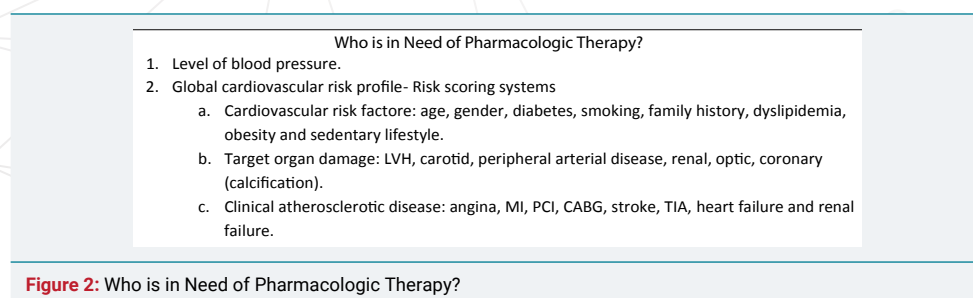 Who is in Need of Pharmacologic Therapy?
1. Level of blood pressure.
2. Global cardiovascular risk profile- Risk scoring systems
a. Cardiovascular risk factore: age, gender, diabetes, smoking, family history, dyslipidemia,
obesity and sedentary lifestyle.
b. Target organ damage: LVH, carotid, peripheral arterial disease, renal, optic, coronary
(calcification).
c. Clinical atherosclerotic disease: angina, MI, PCI, CABG, stroke, TIA, heart failure and renal
failure.
Figure 2: Who is in Need of Pharmacologic Therapy?